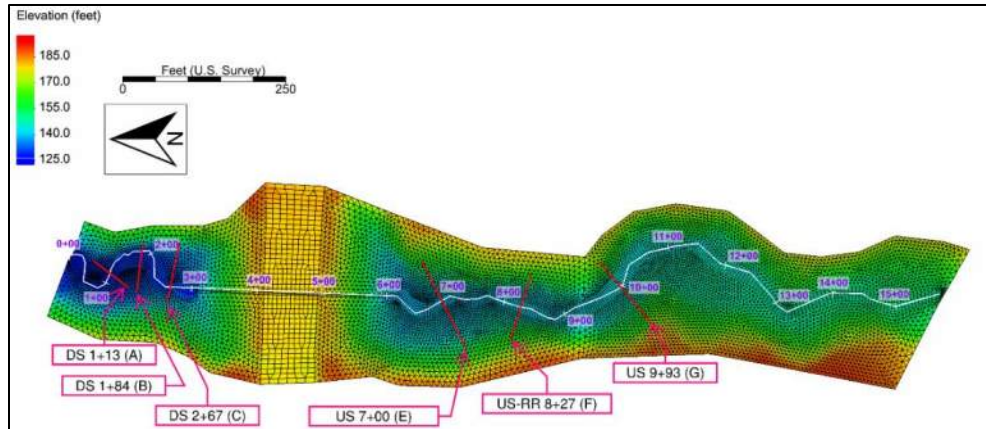 Elevation (feet)
185.0
170.0
155.0
140.0
125.0
Feet (U.S. Survey)
0 250
N
0+00
1+00
2+00
3+00
4+00
5+00
6+00
7+00
8+00
9+00
10+00
11+00
12+00
13+00
14+00
15+00
DS 1+13 (A)
DS 1+84 (B)
DS 2+67 (C)
US 7+00 (E)
US-RR 8+27 (F)
US 9+93 (G)